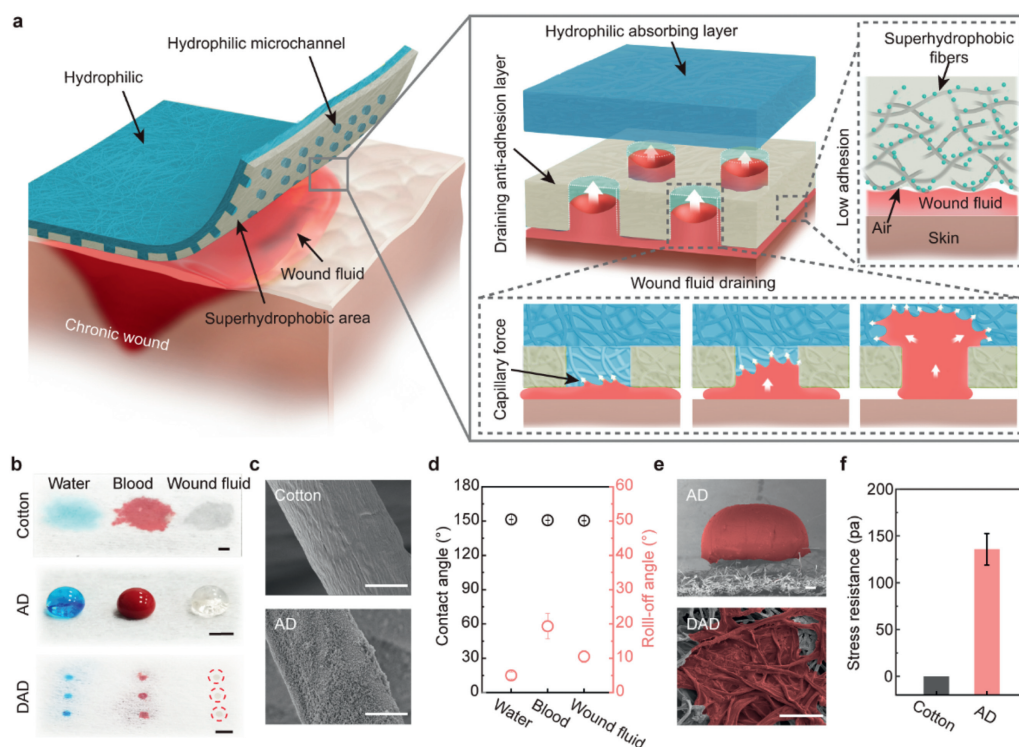 a
Hydrophilic microchannel
Hydrophilic
Wound fluid
Superhydrophobic area
Chronic wound
Hydrophilic absorbing layer
Draining anti-adhesion layer
Superhydrophobic
fibers
Low adhesion
Wound fluid
Air
Skin
Wound fluid draining
Capillary force
b
Water Blood Wound fluid
Cotton
AD
DAD
c
Cotton
AD
d
Contact angle (°)
180
150
120
90
60
30
0
60
50
40
30
20
10
0
Rolll-off angle (°)
Water
Blood
Wound fluid
e
AD
DAD
f
Stress resistance (pa)
200
150
100
50
0
Cotton
AD